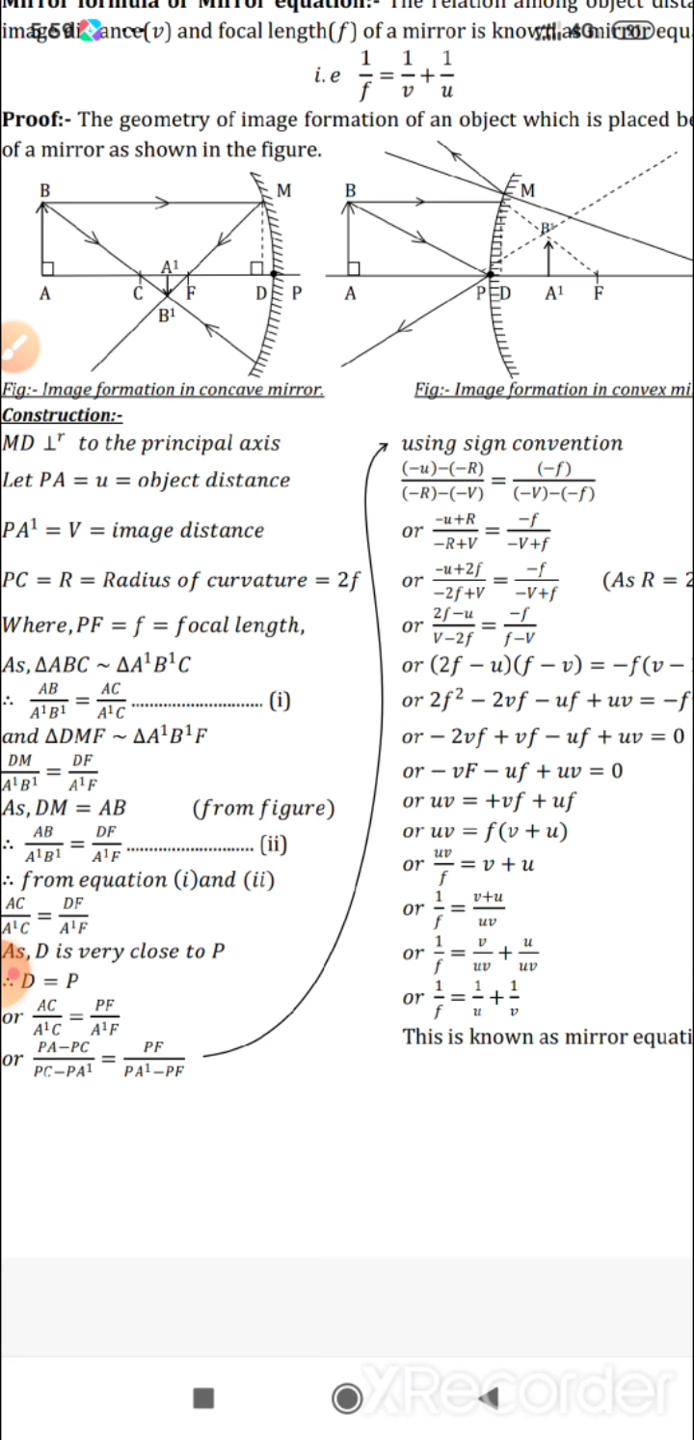 Mirror formula or Mirror equation:- The relation among object dista
image distance(v) and focal length(f) of a mirror is known as mirror equ
i.e 1/f = 1/v + 1/u
Proof:- The geometry of image formation of an object which is placed be
of a mirror as shown in the figure.
B M
A C A¹ F D P
B¹
B M
B¹
A P D A¹ F
Fig:- Image formation in concave mirror.
Fig:- Image formation in convex mi
Construction:-
MD ⊥ʳ to the principal axis
Let PA = u = object distance
PA¹ = V = image distance
PC = R = Radius of curvature = 2f
Where, PF = f = focal length,
As, ΔABC ~ ΔA¹B¹C
∴ AB/A¹B¹ = AC/A¹C .............................. (i)
and ΔDMF ~ ΔA¹B¹F
DM/A¹B¹ = DF/A¹F
As, DM = AB (from figure)
∴ AB/A¹B¹ = DF/A¹F .............................. (ii)
∴ from equation (i)and (ii)
AC/A¹C = DF/A¹F
As, D is very close to P
∴ D = P
or AC/A¹C = PF/A¹F
or PA−PC/PC−PA¹ = PF/PA¹−PF
using sign convention
(−u)−(−R)/(−R)−(−V) = (−f)/(−V)−(−f)
or -u+R/−R+V = −f/−V+f
or -u+2f/−2f+V = −f/−V+f (As R = 2
or 2f−u/V−2f = −f/f−V
or (2f − u)(f − v) = −f(v −
or 2f² − 2vf − uf + uv = −f
or − 2vf + vf − uf + uv = 0
or − vF − uf + uv = 0
or uv = +vf + uf
or uv = f(v + u)
or uv/f = v + u
or 1/f = v+u/uv
or 1/f = v/uv + u/uv
or 1/f = 1/u + 1/v
This is known as mirror equati
XRecorder